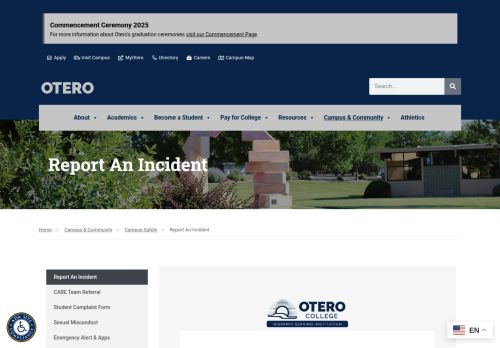 Commencement Ceremony 2025
For more information about Otero's graduation ceremonies visit our Commencement Page
Apply Visit Campus MyOtero Directory Careers Campus Map
OTERO
Search...
About Academics Become a Student Pay for College Resources Campus & Community Athletics
Report An Incident
Home Campus & Community Campus Safety Report An Incident
Report An Incident
CARE Team Referral
Student Complaint Form
Sexual Misconduct
Emergency Alert & Apps
OTERO
COLLEGE
HISPANIC SERVING INSTITUTION
EN